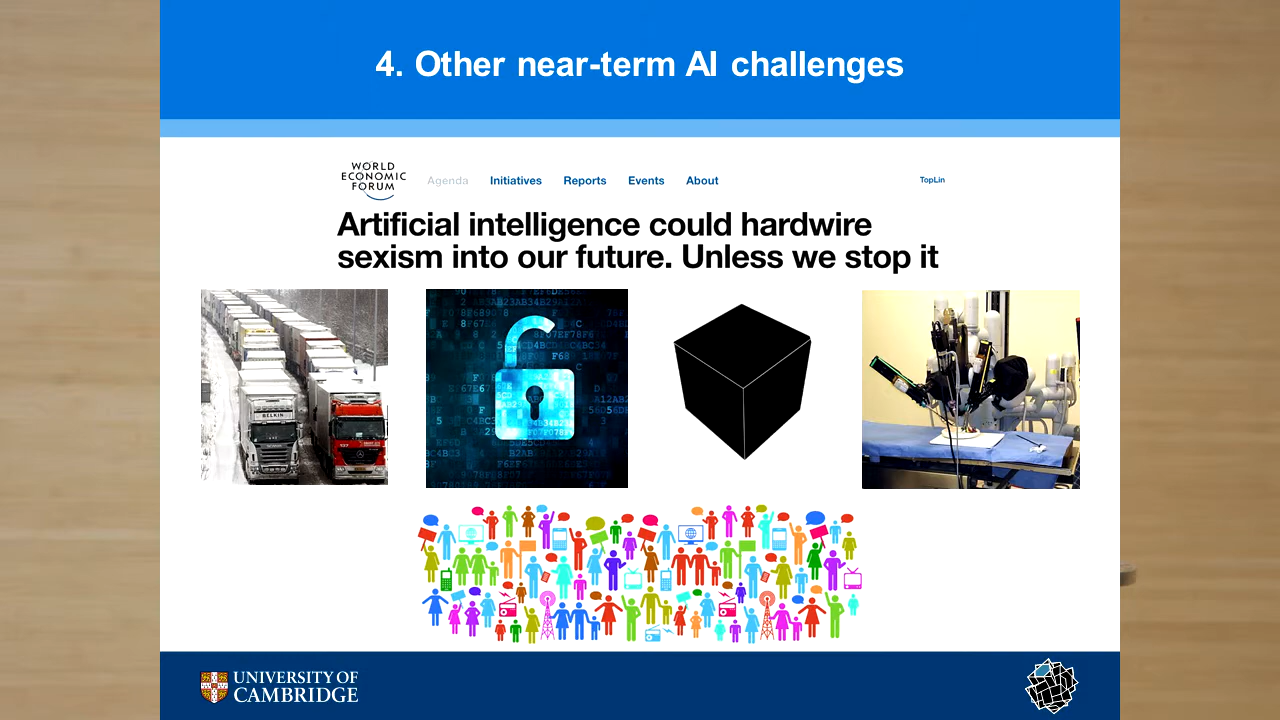 4. Other near-term AI challenges
WORLD
ECONOMIC
FORUM
Agenda Initiatives Reports Events About TopLin
Artificial intelligence could hardwire
sexism into our future. Unless we stop it
BELKIN
UNIVERSITY OF
CAMBRIDGE